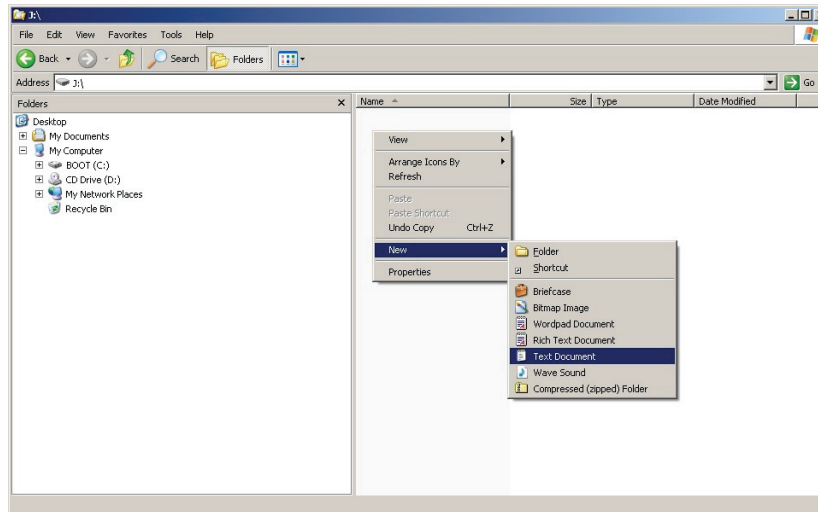 J:\
File Edit View Favorites Tools Help
Back Search Folders
Address J:\ Go
Folders x Name Size Type Date Modified
Desktop
My Documents
My Computer
BOOT (C:)
CD Drive (D:)
My Network Places
Recycle Bin
View
Arrange Icons By
Refresh
Paste
Paste Shortcut
Undo Copy Ctrl+Z
New
Properties
Folder
Shortcut
Briefcase
Bitmap Image
Wordpad Document
Rich Text Document
Text Document
Wave Sound
Compressed (zipped) Folder